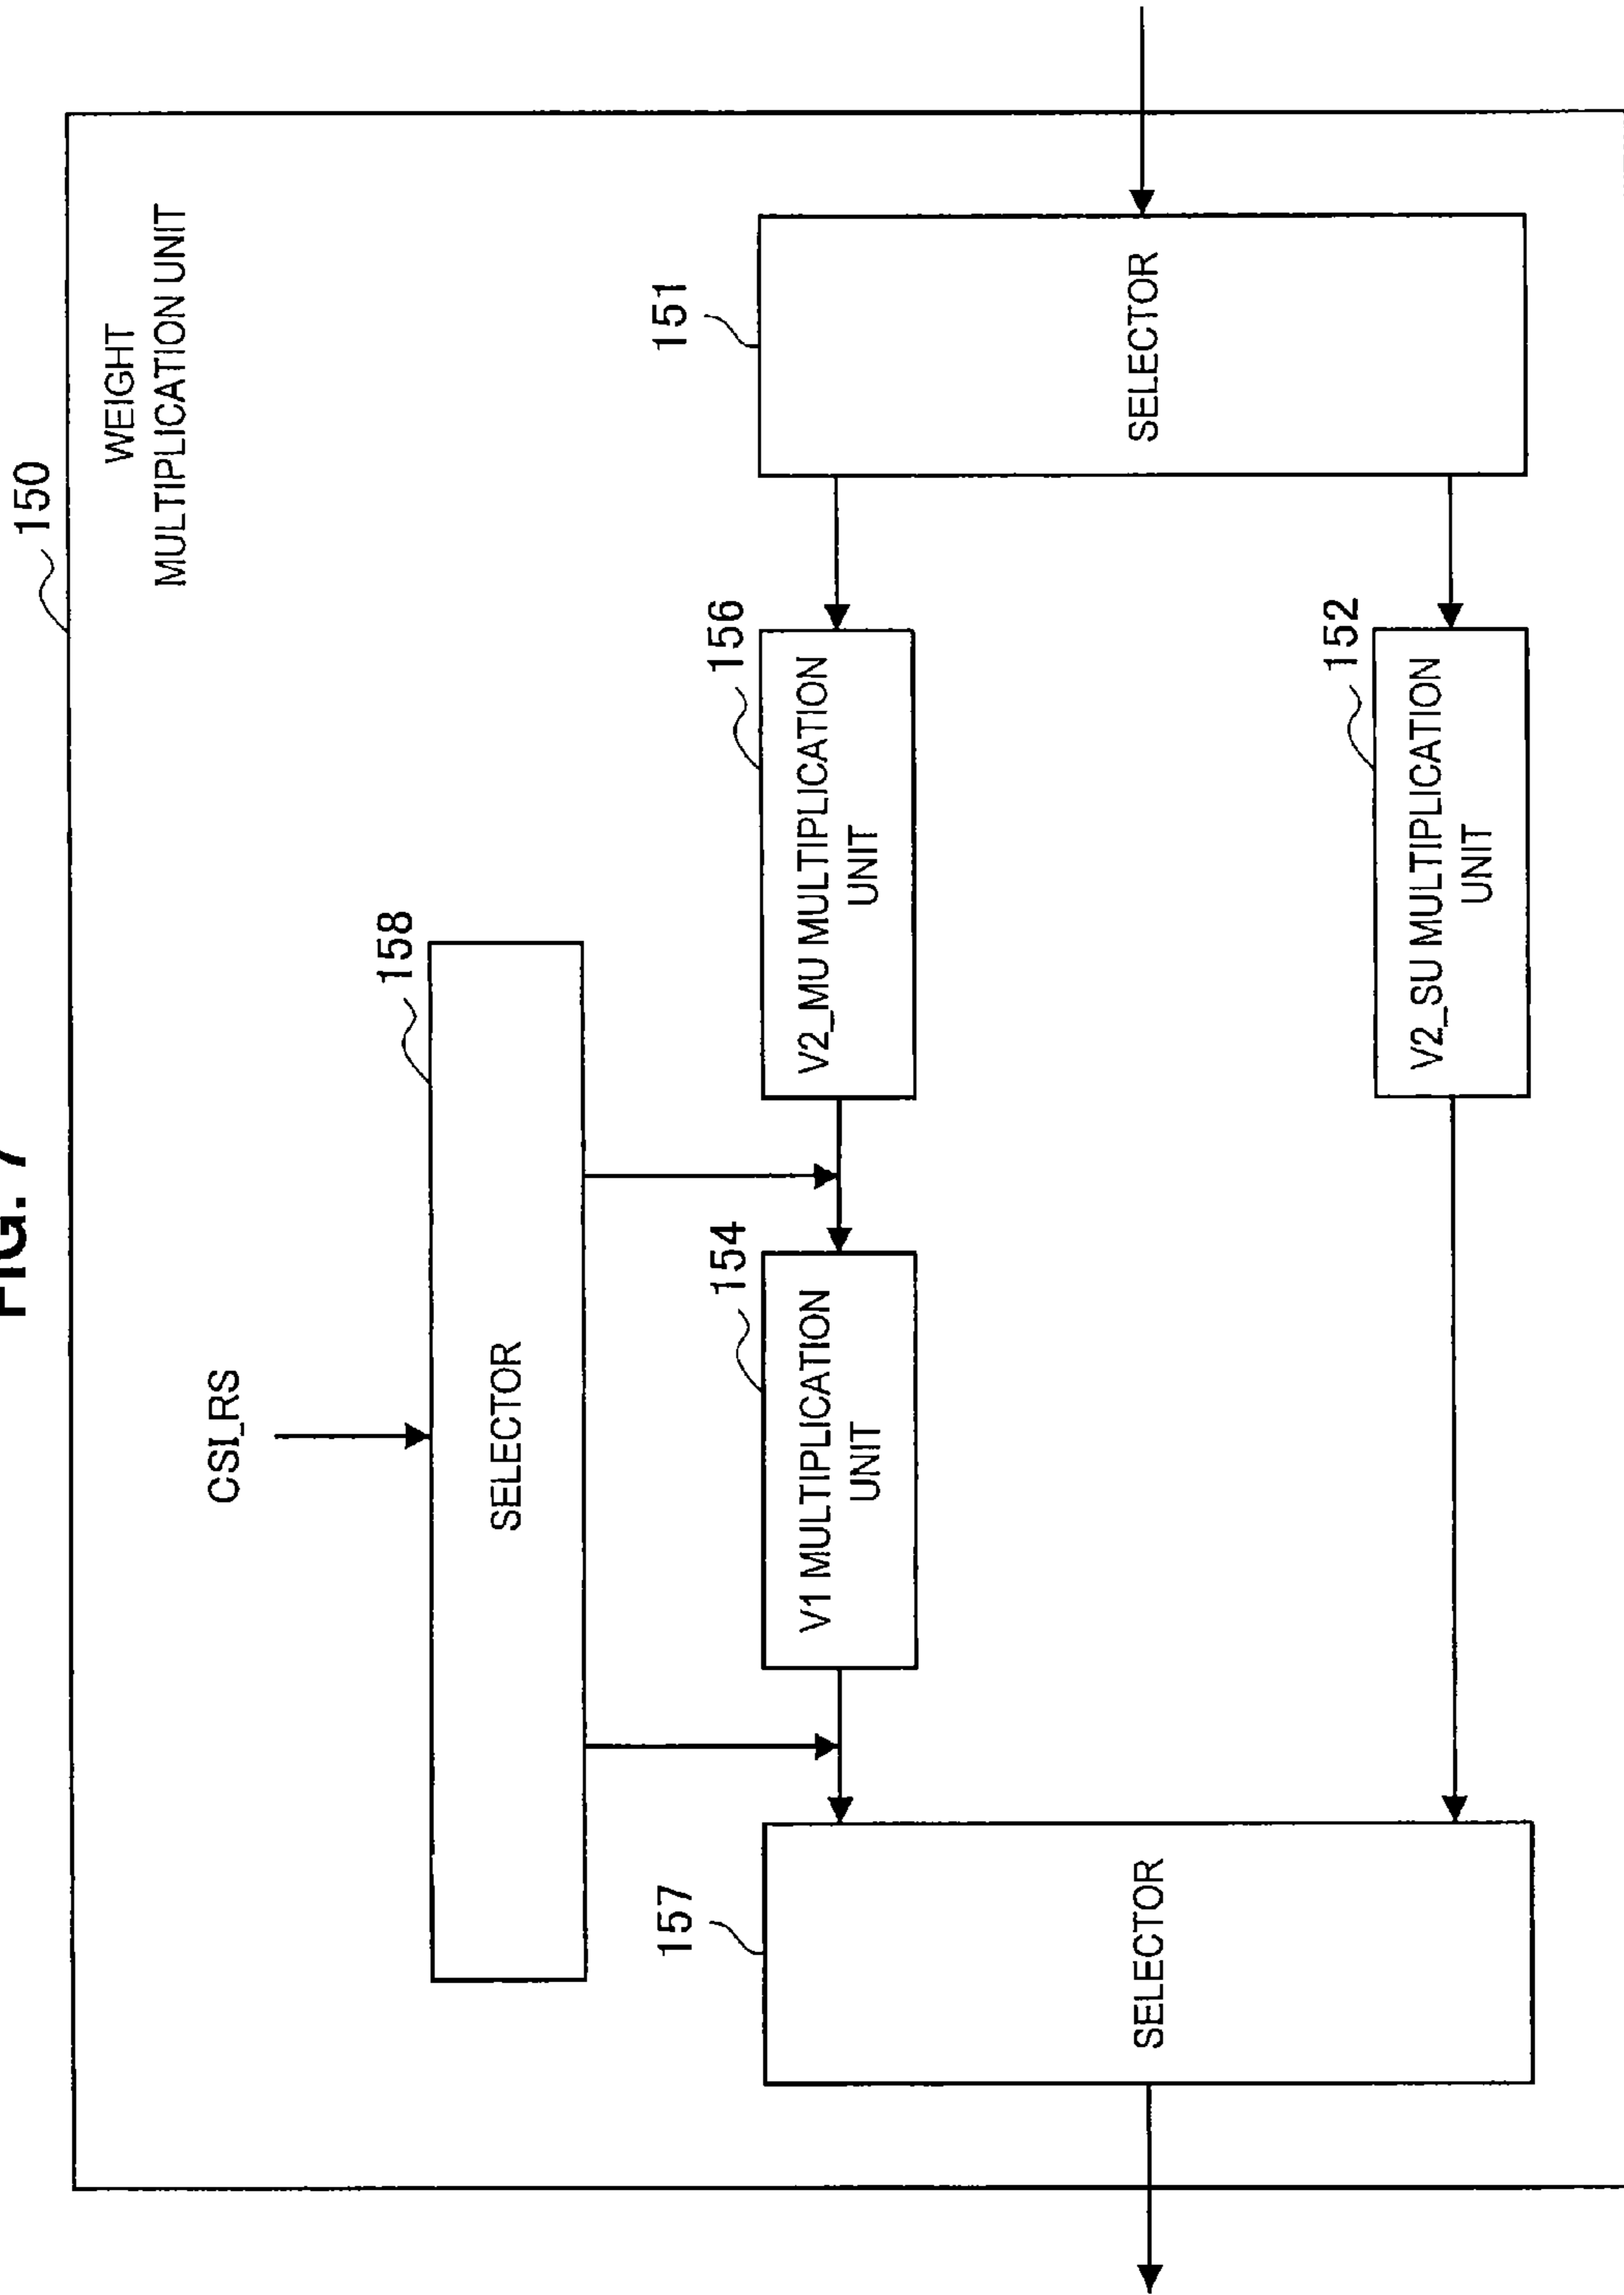 FIG. 7
150
WEIGHT
MULTIPLICATION UNIT
CSI_RS
158
SELECTOR
157
SELECTOR
154
V1 MULTIPLICATION
UNIT
156
V2_MU MULTIPLICATION
UNIT
151
SELECTOR
152
V2_SU MULTIPLICATION
UNIT